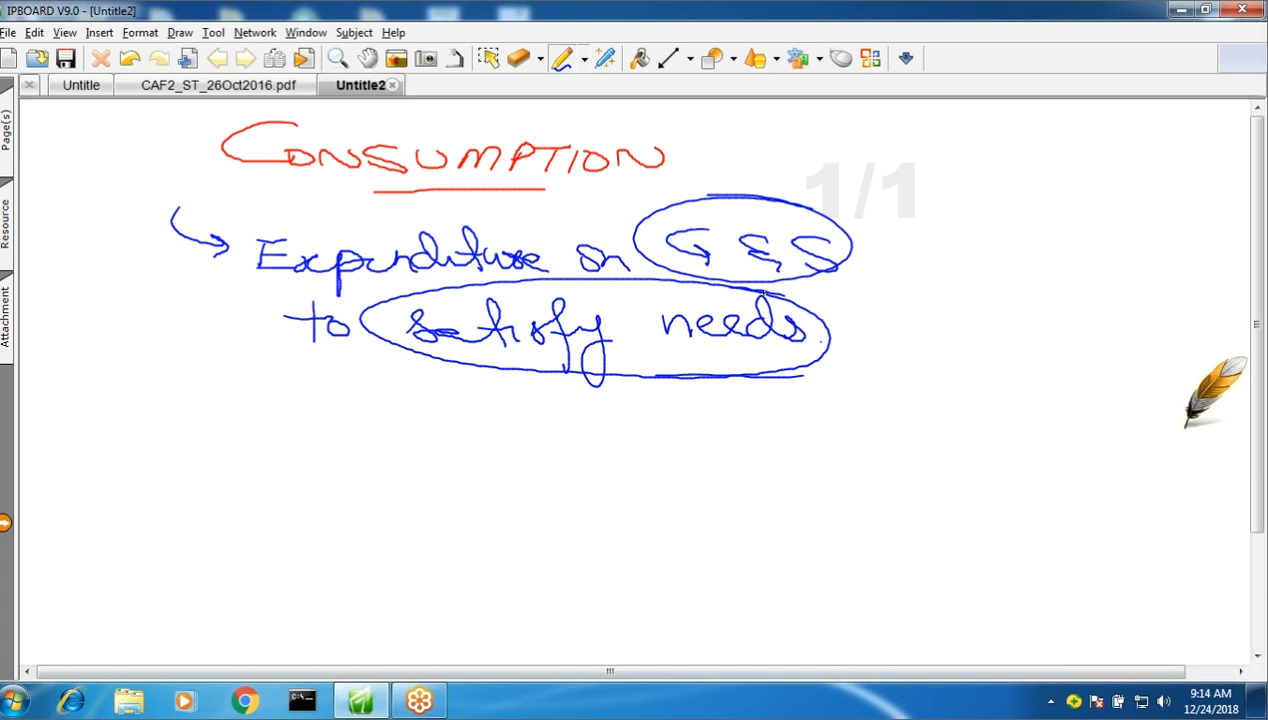 IPBOARD V9.0 - [Untitle2]
File Edit View Insert Format Draw Tool Network Window Subject Help
Untitle CAF2_ST_26Oct2016.pdf Untitle2
Page(s)
Resource
Attachment
1/1
CONSUMPTION
Expenditure on G & S
to satisfy needs.
9:14 AM
12/24/2018